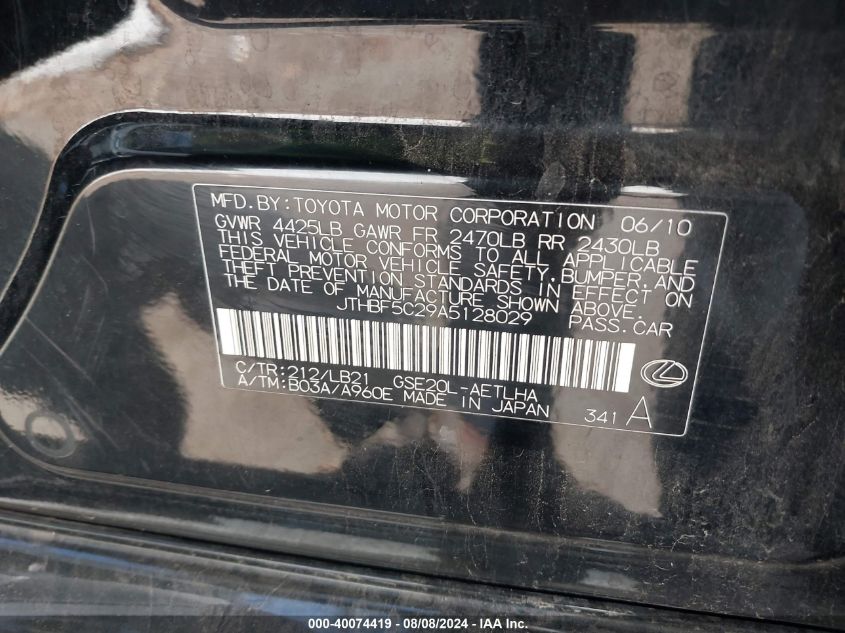 MFD. BY: TOYOTA MOTOR CORPORATION 06/10
GVWR 4425LB GAWR FR 2470LB RR 2430LB
THIS VEHICLE CONFORMS TO ALL APPLICABLE
FEDERAL MOTOR VEHICLE SAFETY, BUMPER, AND
THEFT PREVENTION STANDARDS IN EFFECT ON
THE DATE OF MANUFACTURE SHOWN ABOVE.
JTHBF5C29A5128029 PASS. CAR
C/TR: 212/LB21 GSE20L-AETLHA
A/TM: B03A/A960E MADE IN JAPAN 341 A
000-40074419 - 08/08/2024 - IAA Inc.